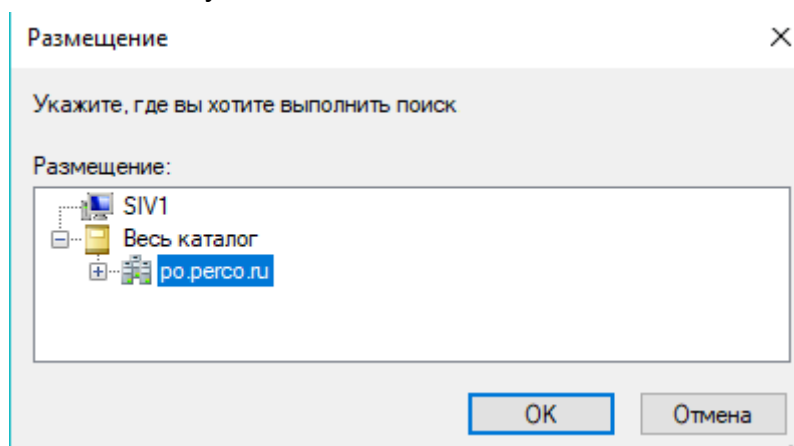 Размещение
Укажите, где вы хотите выполнить поиск
Размещение:
SIV1
Весь каталог
po.perco.ru
OK
Отмена